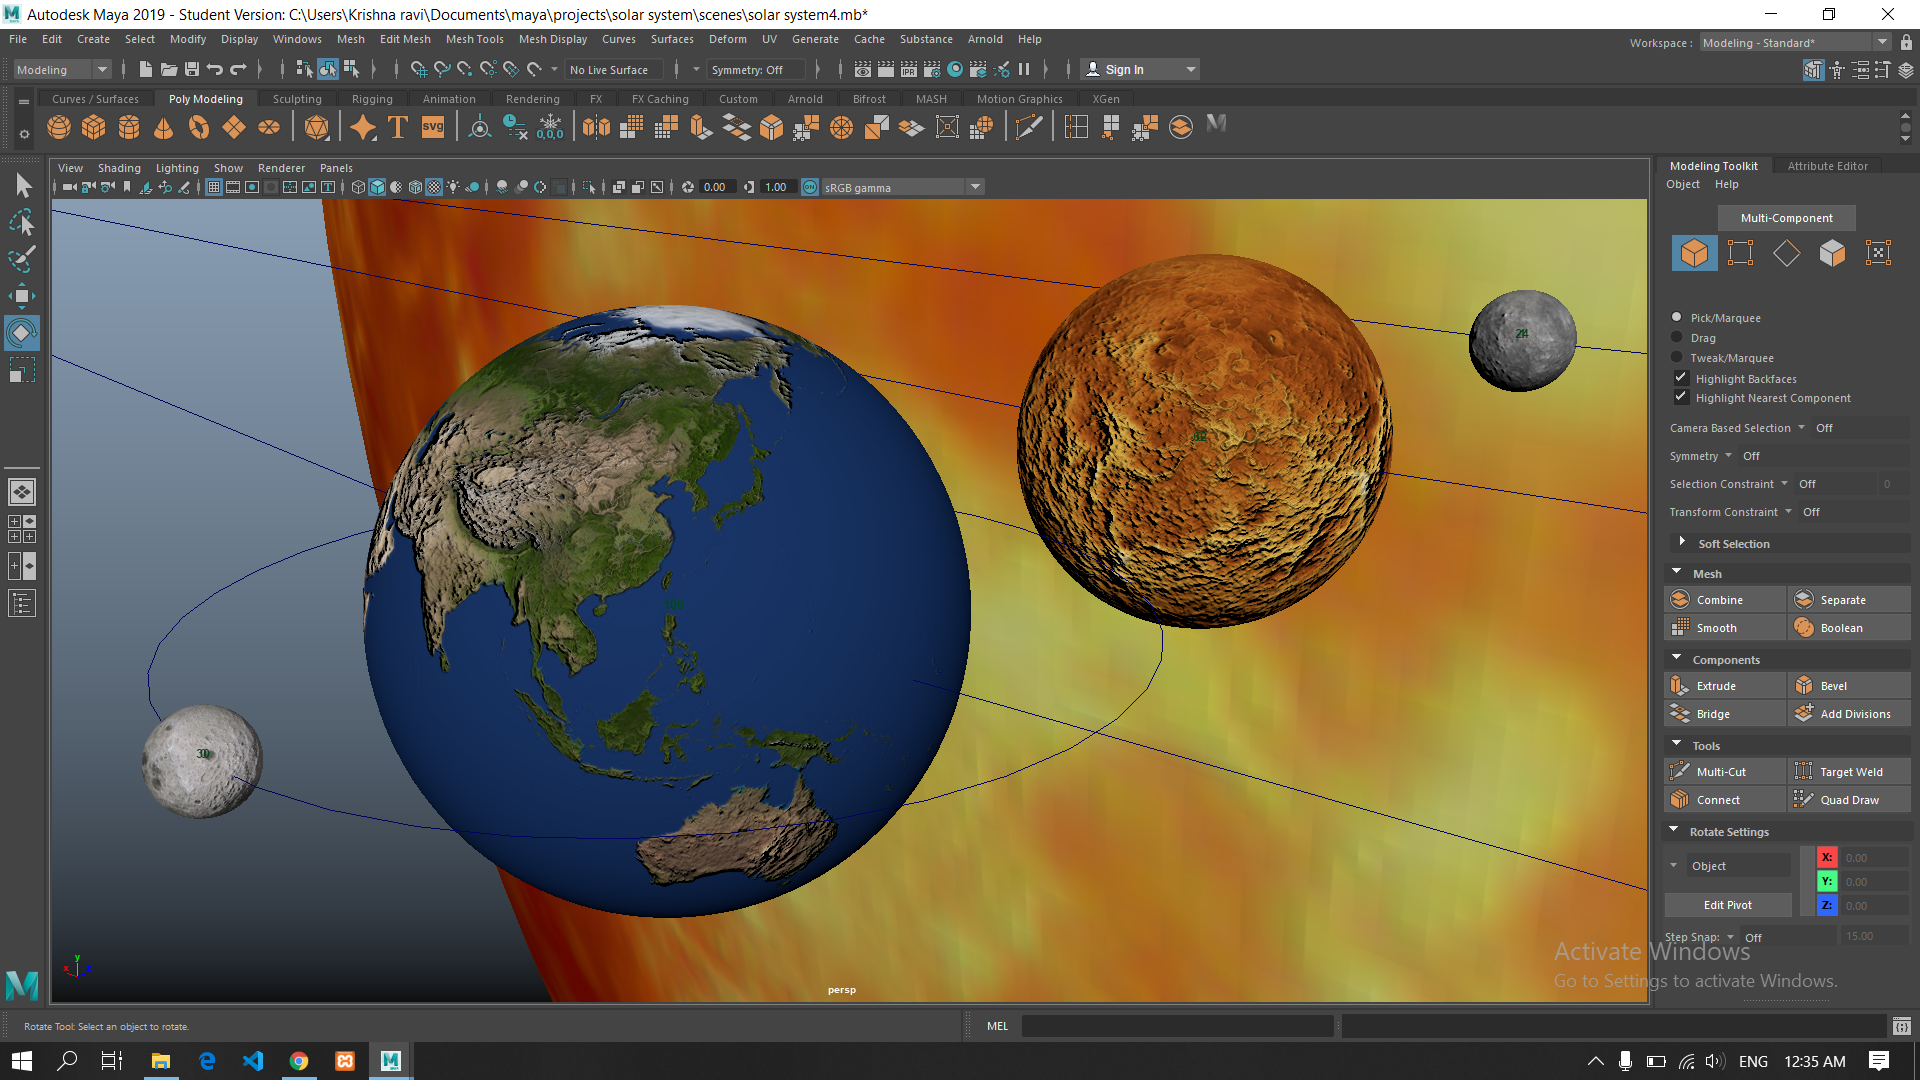 Autodesk Maya 2019 - Student Version: C:\Users\Krishna ravi\Documents\maya\projects\solar system\scenes\solar system4.mb*
File Edit Create Select Modify Display Windows Mesh Edit Mesh Mesh Tools Mesh Display Curves Surfaces Deform UV Generate Cache Substance Arnold Help
Workspace : Modeling - Standard*
Modeling No Live Surface Symmetry: Off IPR Sign In
Curves / Surfaces Poly Modeling Sculpting Rigging Animation Rendering FX FX Caching Custom Arnold Bifrost MASH Motion Graphics XGen
T SVG 0,0,0 M
View Shading Lighting Show Renderer Panels
0.00 1.00 ON sRGB gamma
Modeling Toolkit Attribute Editor
Object Help
Multi-Component
Pick/Marquee
Drag
Tweak/Marquee
Highlight Backfaces
Highlight Nearest Component
Camera Based Selection Off
Symmetry Off
Selection Constraint Off 0
Transform Constraint Off
Soft Selection
Mesh
Combine Separate
Smooth Boolean
Components
Extrude Bevel
Bridge Add Divisions
Tools
Multi-Cut Target Weld
Connect Quad Draw
Rotate Settings
Object
X: 0.00
Y: 0.00
Z: 0.00
Edit Pivot
Step Snap: Off 15.00
Activate Windows
Go to Settings to activate Windows.
y
x
persp
Rotate Tool: Select an object to rotate.
MEL
ENG 12:35 AM